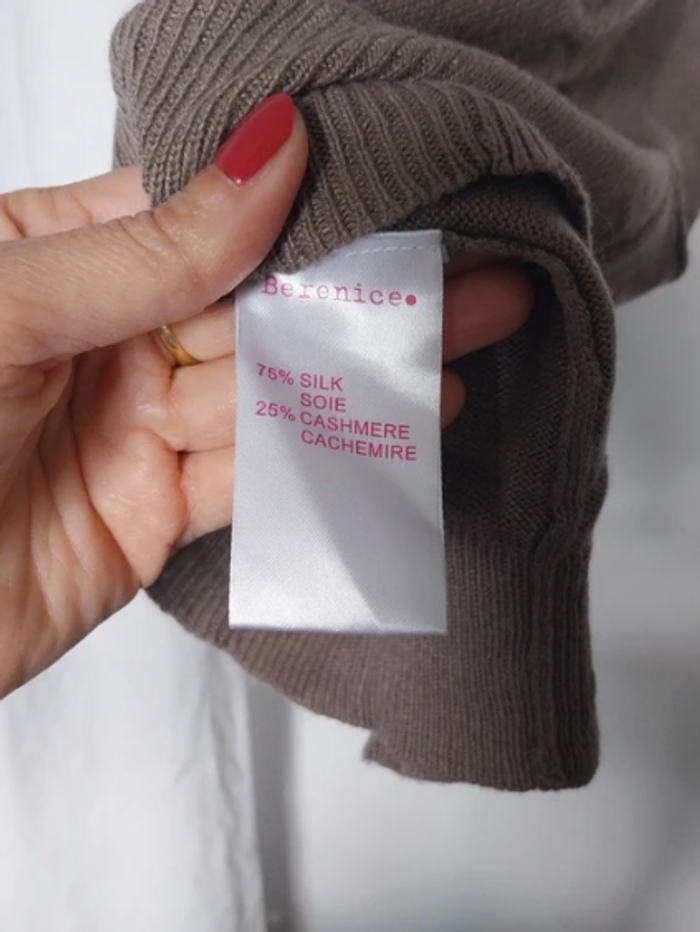 Berenice.
75% SILK
SOIE
25% CASHMERE
CACHEMIRE